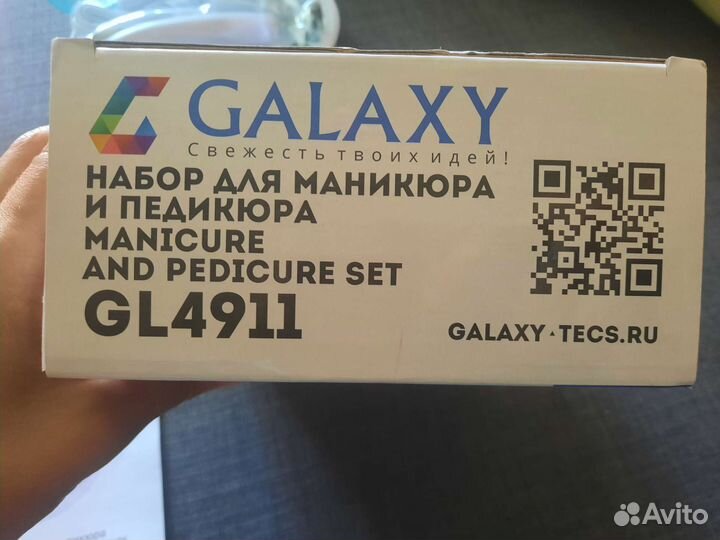 GALAXY
Свежесть твоих идей!
НАБОР ДЛЯ МАНИКЮРА
И ПЕДИКЮРА
MANICURE
AND PEDICURE SET
GL4911
GALAXY-TECS.RU
Avito